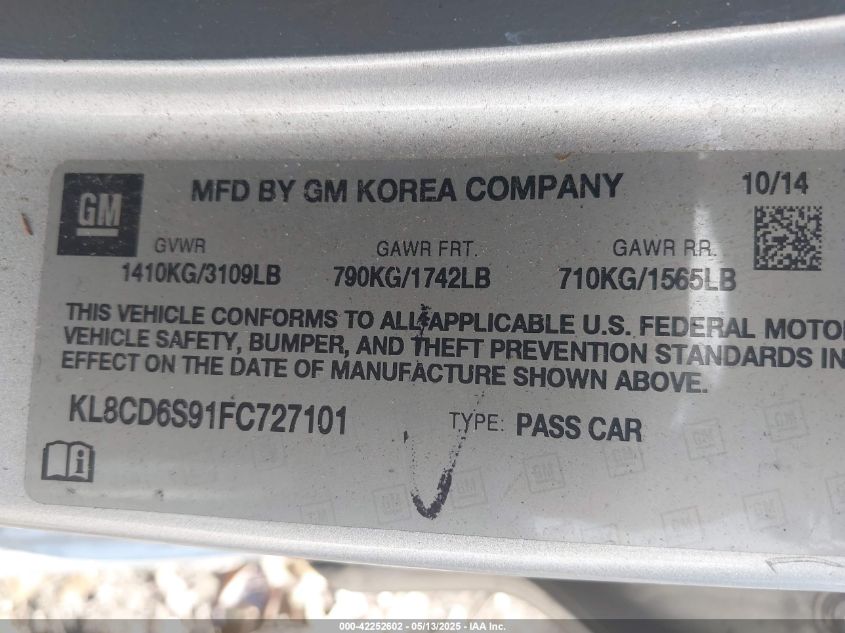 GM
MFD BY GM KOREA COMPANY 10/14
GVWR GAWR FRT. GAWR RR.
1410KG/3109LB 790KG/1742LB 710KG/1565LB
THIS VEHICLE CONFORMS TO ALL APPLICABLE U.S. FEDERAL MOTO
VEHICLE SAFETY, BUMPER, AND THEFT PREVENTION STANDARDS IN
EFFECT ON THE DATE OF MANUFACTURE SHOWN ABOVE.
KL8CD6S91FC727101 TYPE: PASS CAR
000-42252602 - 05/13/2025 - IAA Inc.